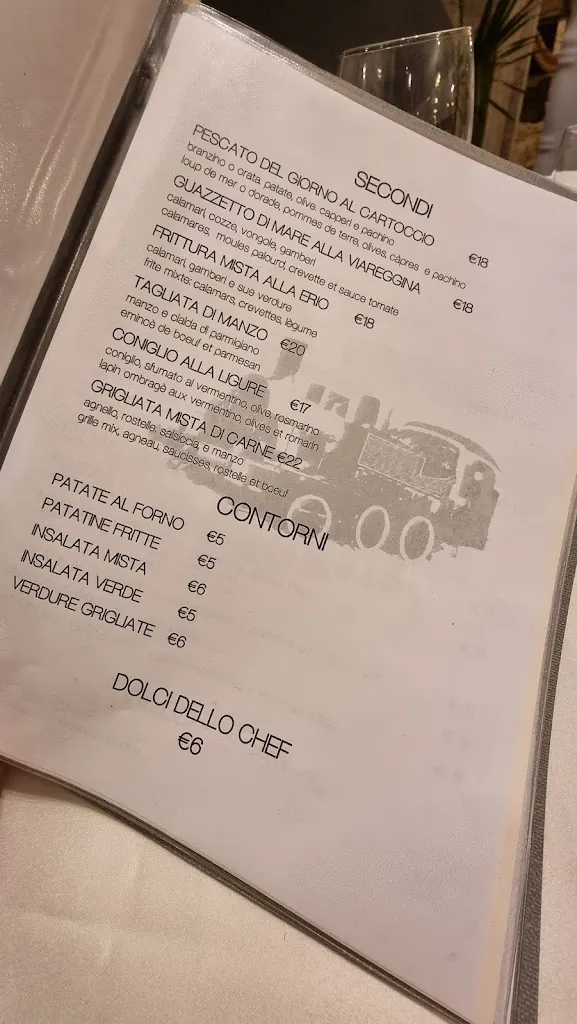 SECONDI
PESCATO DEL GIORNO AL CARTOCCIO €18
branzino o orata, patate, olive, capperi e pachino
loup de mer o dorade, pommes de terre, olives, câpres e pachino
GUAZZETTO DI MARE ALLA VIAREGGINA €18
calamari, cozze, vongole, gamberi
calamares, moules, palourd, crevette et sauce tomate
FRITTURA MISTA ALLA ERIO €18
calamari, gamberi e sue verdure
frite mixte: calamars, crevettes, légume
TAGLIATA DI MANZO €20
manzo e cialda di parmigiano
emincè de boeuf et parmesan
CONIGLIO ALLA LIGURE €17
coniglio, sfumato al vermentino, olive, rosmarino
lapin ombragè aux vermentino, olives et romarin
GRIGLIATA MISTA DI CARNE €22
agnello, rostelle, salsiccia, e manzo
grille mix, agneau, saucisses, rostelle et boeuf
CONTORNI
PATATE AL FORNO €5
PATATINE FRITTE €5
INSALATA MISTA €6
INSALATA VERDE €5
VERDURE GRIGLIATE €6
DOLCI DELLO CHEF
€6